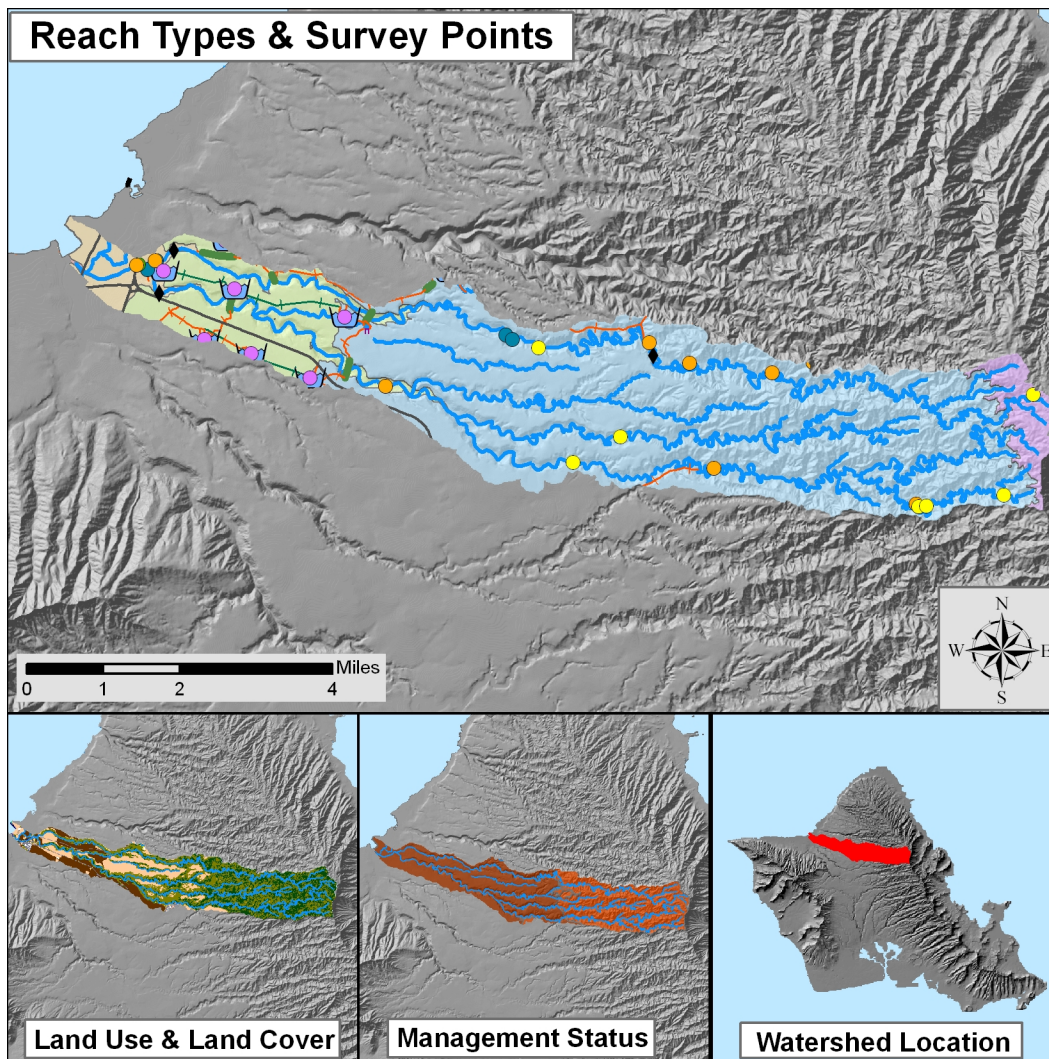 Reach Types & Survey Points
N
W E
S
Miles
0 1 2 4
Land Use & Land Cover
Management Status
Watershed Location